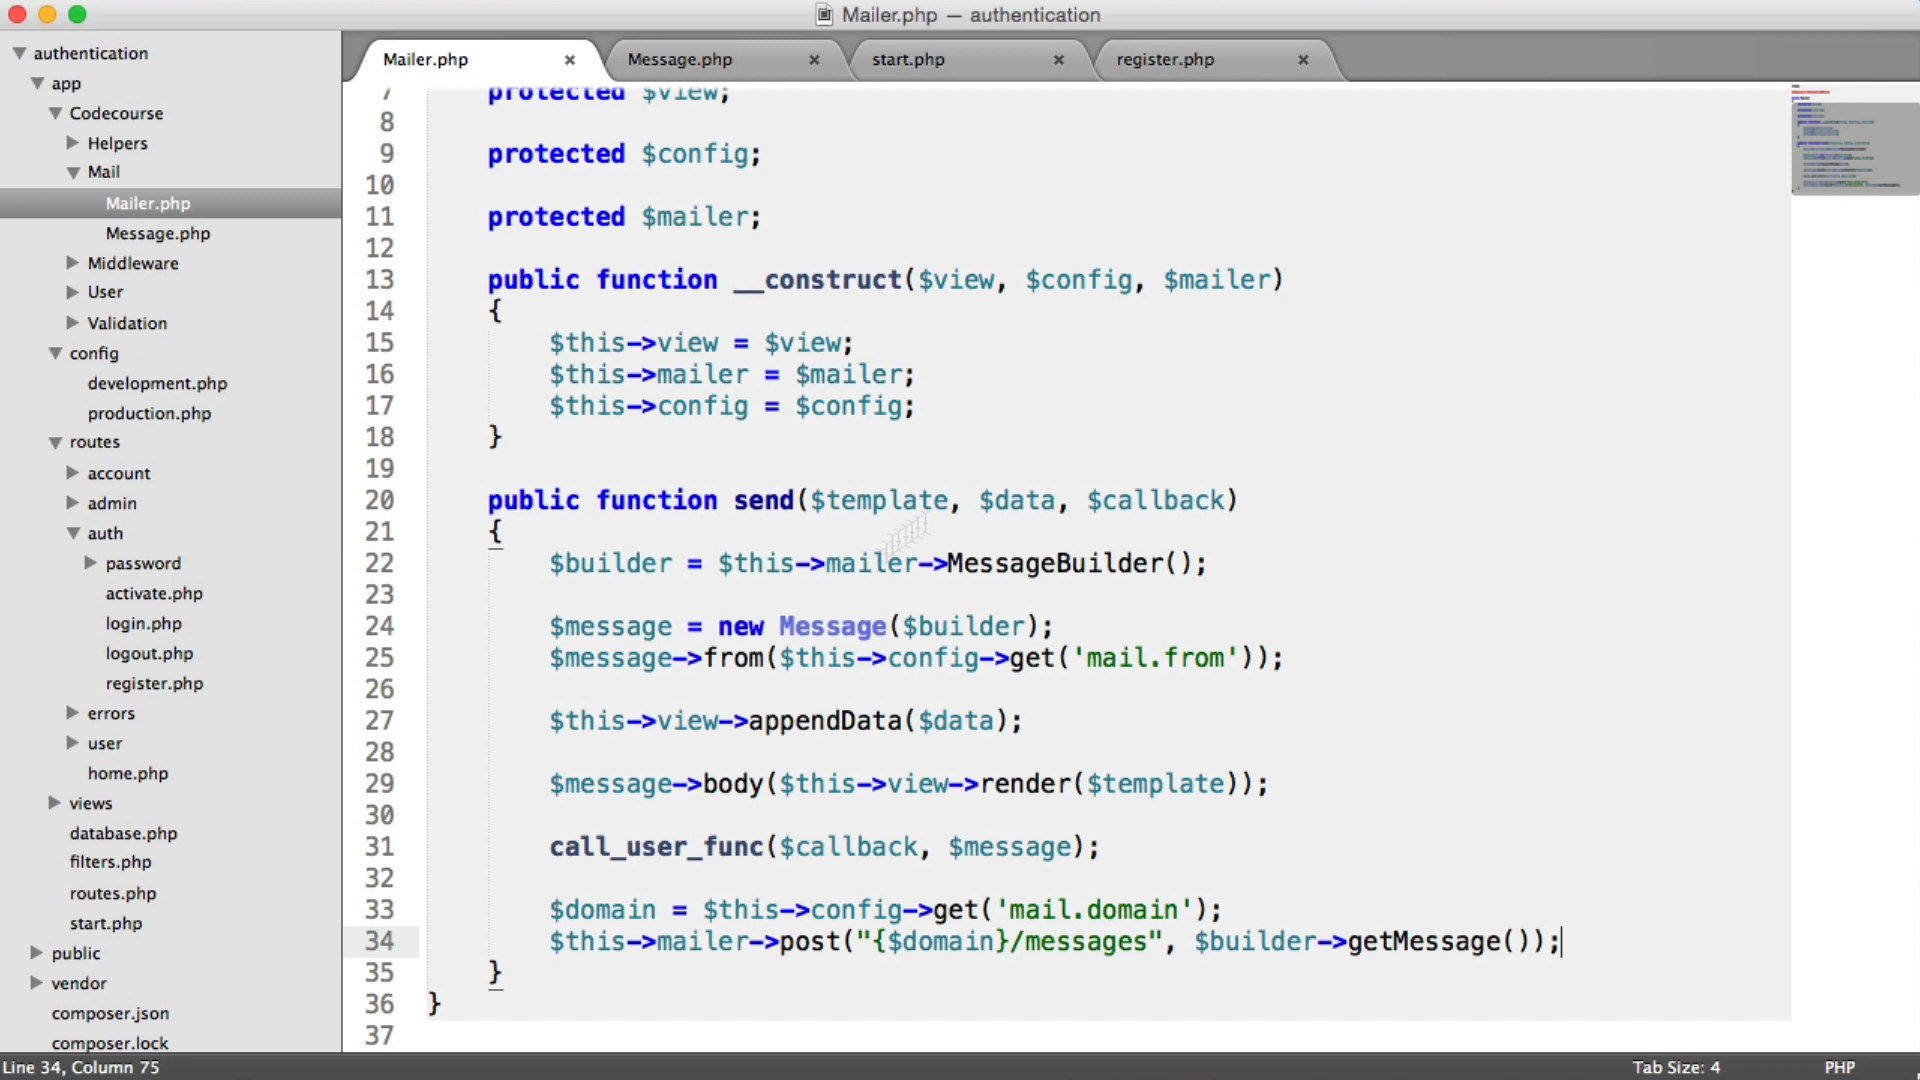 Mailer.php — authentication
authentication
app
Codecourse
Helpers
Mail
Mailer.php
Message.php
Middleware
User
Validation
config
development.php
production.php
routes
account
admin
auth
password
activate.php
login.php
logout.php
register.php
errors
user
home.php
views
database.php
filters.php
routes.php
start.php
public
vendor
composer.json
composer.lock
Mailer.php × Message.php × start.php × register.php ×
7 protected $view;
8
9 protected $config;
10
11 protected $mailer;
12
13 public function __construct($view, $config, $mailer)
14 {
15 $this->view = $view;
16 $this->mailer = $mailer;
17 $this->config = $config;
18 }
19
20 public function send($template, $data, $callback)
21 {
22 $builder = $this->mailer->MessageBuilder();
23
24 $message = new Message($builder);
25 $message->from($this->config->get('mail.from'));
26
27 $this->view->appendData($data);
28
29 $message->body($this->view->render($template));
30
31 call_user_func($callback, $message);
32
33 $domain = $this->config->get('mail.domain');
34 $this->mailer->post("{$domain}/messages", $builder->getMessage());
35 }
36 }
37
Line 34, Column 75 Tab Size: 4 PHP